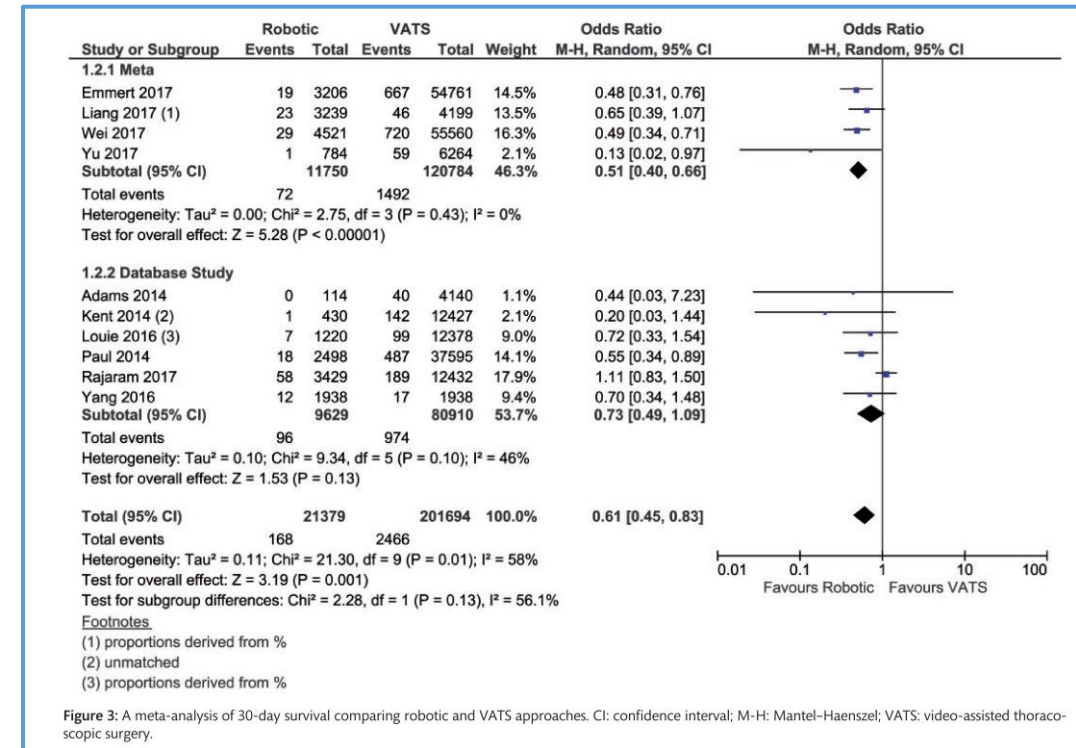 Robotic VATS Odds Ratio Odds Ratio
Study or Subgroup Events Total Events Total Weight M-H, Random, 95% CI M-H, Random, 95% CI
1.2.1 Meta
Emmert 2017 19 3206 667 54761 14.5% 0.48 [0.31, 0.76]
Liang 2017 (1) 23 3239 46 4199 13.5% 0.65 [0.39, 1.07]
Wei 2017 29 4521 720 55560 16.3% 0.49 [0.34, 0.71]
Yu 2017 1 784 59 6264 2.1% 0.13 [0.02, 0.97]
Subtotal (95% CI) 11750 120784 46.3% 0.51 [0.40, 0.66]
Total events 72 1492
Heterogeneity: Tau² = 0.00; Chi² = 2.75, df = 3 (P = 0.43); I² = 0%
Test for overall effect: Z = 5.28 (P < 0.00001)
1.2.2 Database Study
Adams 2014 0 114 40 4140 1.1% 0.44 [0.03, 7.23]
Kent 2014 (2) 1 430 142 12427 2.1% 0.20 [0.03, 1.44]
Louie 2016 (3) 7 1220 99 12378 9.0% 0.72 [0.33, 1.54]
Paul 2014 18 2498 487 37595 14.1% 0.55 [0.34, 0.89]
Rajaram 2017 58 3429 189 12432 17.9% 1.11 [0.83, 1.50]
Yang 2016 12 1938 17 1938 9.4% 0.70 [0.34, 1.48]
Subtotal (95% CI) 9629 80910 53.7% 0.73 [0.49, 1.09]
Total events 96 974
Heterogeneity: Tau² = 0.10; Chi² = 9.34, df = 5 (P = 0.10); I² = 46%
Test for overall effect: Z = 1.53 (P = 0.13)
Total (95% CI) 21379 201694 100.0% 0.61 [0.45, 0.83]
Total events 168 2466
Heterogeneity: Tau² = 0.11; Chi² = 21.30, df = 9 (P = 0.01); I² = 58%
Test for overall effect: Z = 3.19 (P = 0.001)
Test for subgroup differences: Chi² = 2.28, df = 1 (P = 0.13), I² = 56.1%
0.01 0.1 1 10 100
Favours Robotic Favours VATS
Footnotes
(1) proportions derived from %
(2) unmatched
(3) proportions derived from %
Figure 3: A meta-analysis of 30-day survival comparing robotic and VATS approaches. CI: confidence interval; M-H: Mantel–Haenszel; VATS: video-assisted thoraco-
scopic surgery.